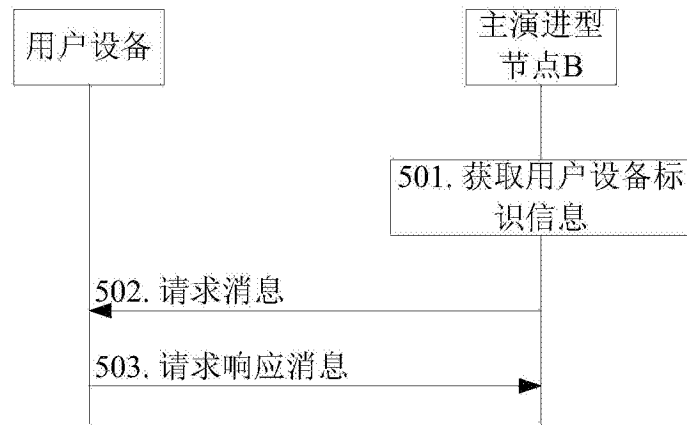 用户设备
主演进型
节点B
501. 获取用户设备标
识信息
502. 请求消息
503. 请求响应消息